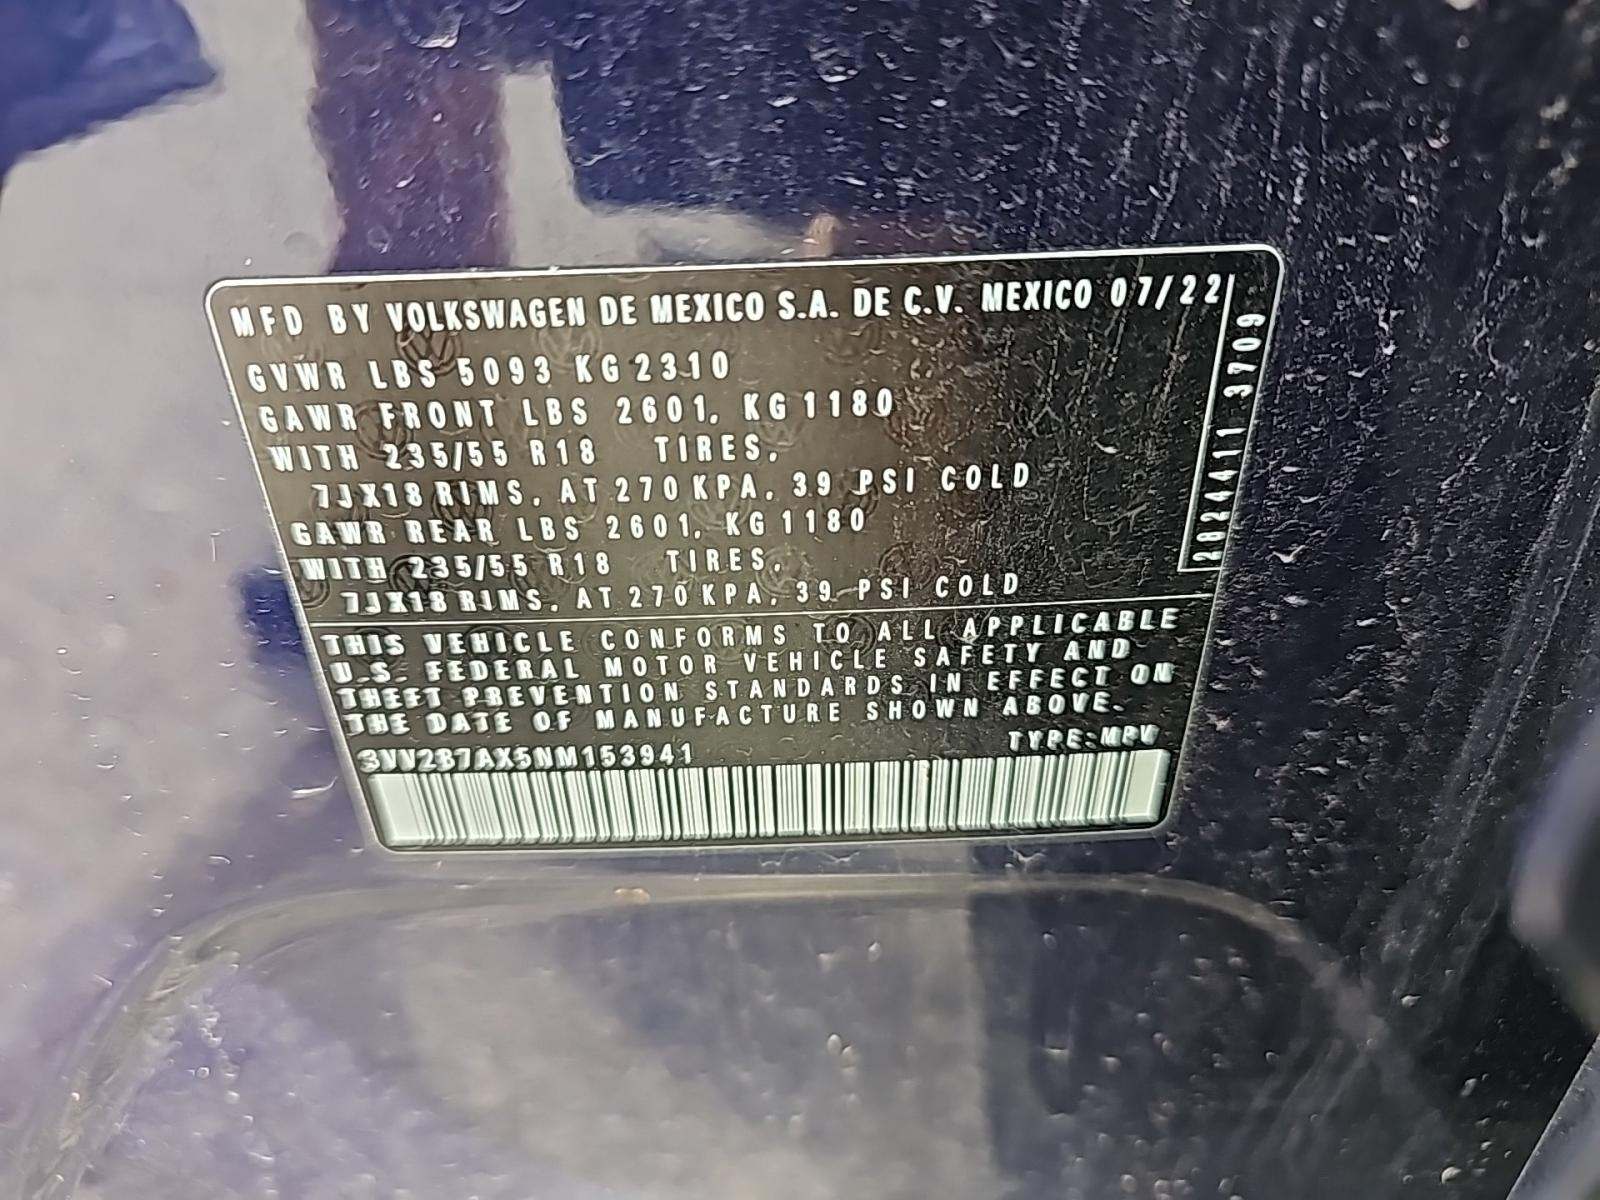 MFD BY VOLKSWAGEN DE MEXICO S.A. DE C.V. MEXICO 07/22
GVWR LBS 5093 KG 2310
GAWR FRONT LBS 2601, KG 1180
WITH 235/55 R18 TIRES,
7JX18 RIMS, AT 270 KPA, 39 PSI COLD
GAWR REAR LBS 2601, KG 1180
WITH 235/55 R18 TIRES,
7JX18 RIMS, AT 270 KPA, 39 PSI COLD
2824411 3709
THIS VEHICLE CONFORMS TO ALL APPLICABLE
U.S. FEDERAL MOTOR VEHICLE SAFETY AND
THEFT PREVENTION STANDARDS IN EFFECT ON
THE DATE OF MANUFACTURE SHOWN ABOVE.
3VV2B7AX5NM153941 TYPE:MPV